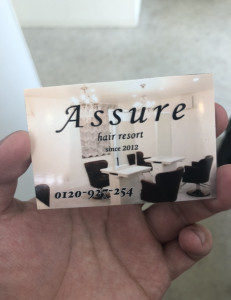 Assure
hair resort
since 2012
0120-927-254